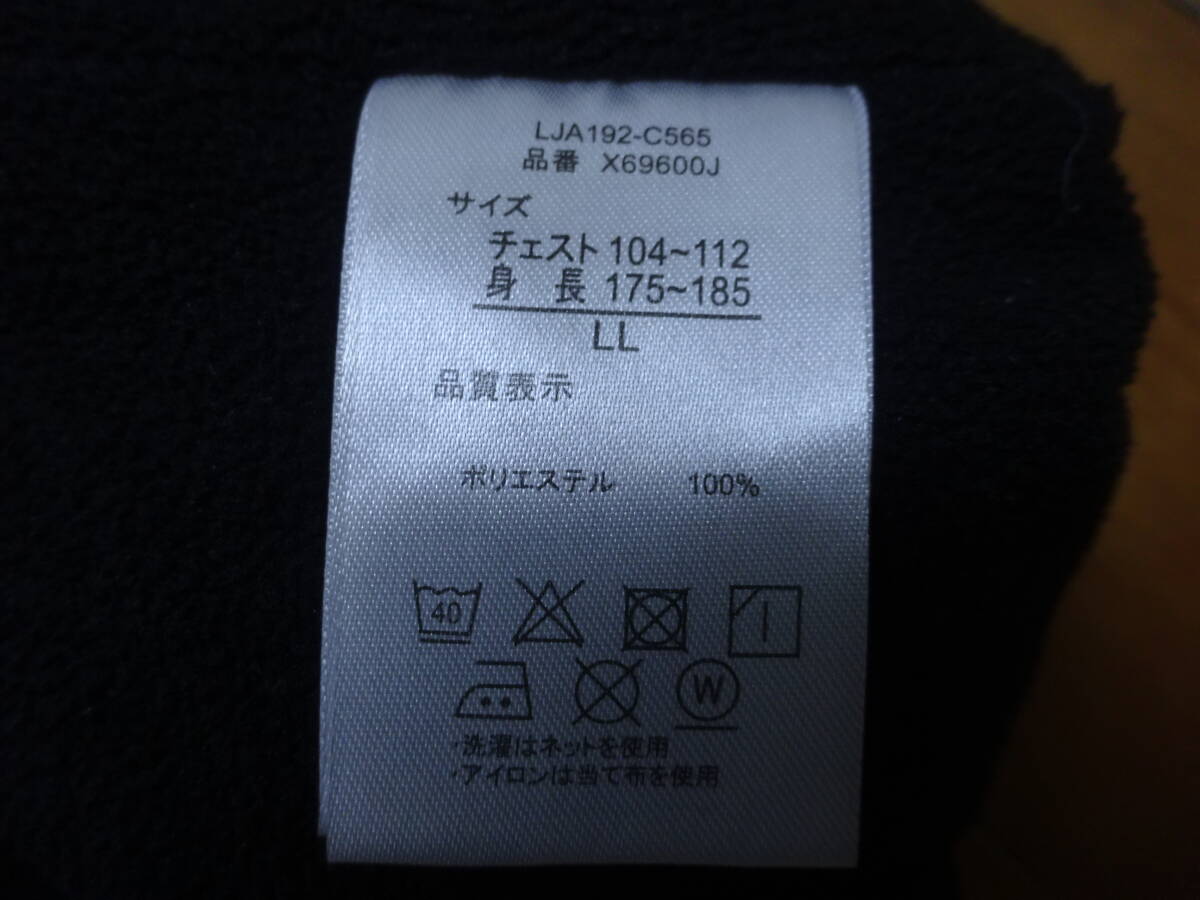 LJA192-C565
品番 X69600J
サイズ
チェスト 104~112
身 長 175~185
LL
品質表示
ポリエステル 100%
40
W
・洗濯はネットを使用
・アイロンは当て布を使用